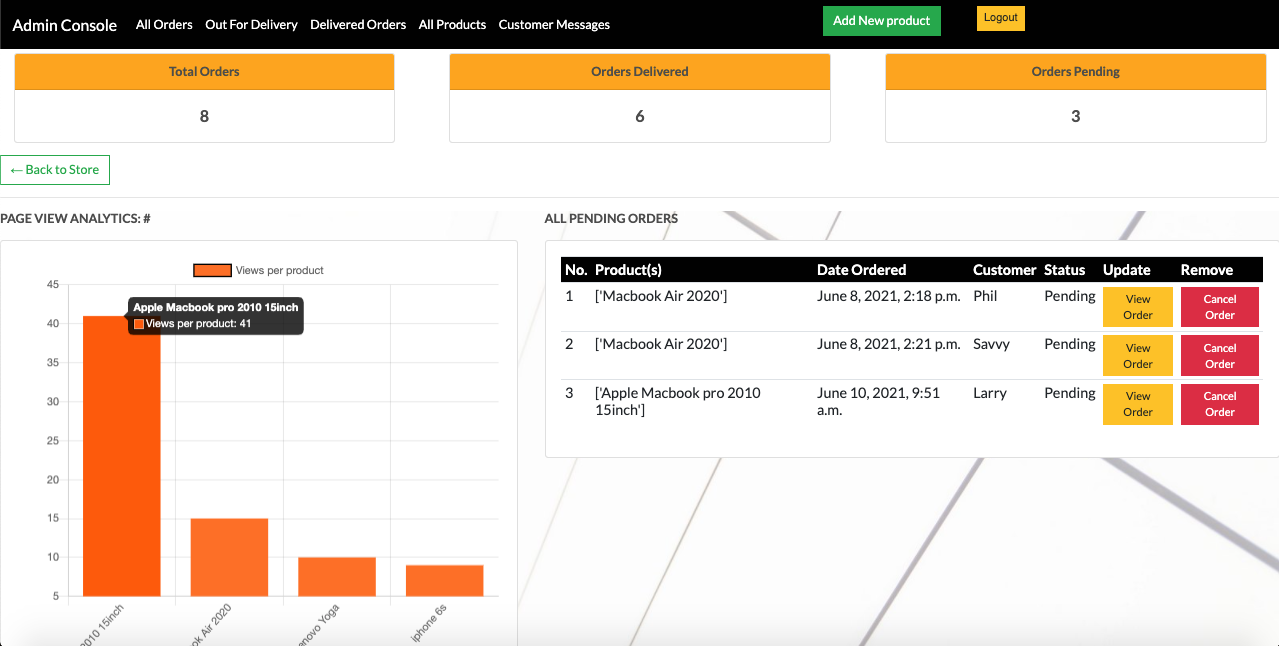 Admin Console All Orders Out For Delivery Delivered Orders All Products Customer Messages Add New product Logout
Total Orders Orders Delivered Orders Pending
8 6 3
← Back to Store
PAGE VIEW ANALYTICS: #
Views per product
45
Apple Macbook pro 2010 15inch
Views per product: 41
40
35
30
25
20
15
10
5
2010 15inch
ok Air 2020
enovo Yoga
iphone 6s
ALL PENDING ORDERS
No. Product(s) Date Ordered Customer Status Update Remove
1 ['Macbook Air 2020'] June 8, 2021, 2:18 p.m. Phil Pending View Cancel
Order Order
2 ['Macbook Air 2020'] June 8, 2021, 2:21 p.m. Savvy Pending View Cancel
Order Order
3 ['Apple Macbook pro 2010 June 10, 2021, 9:51 Larry Pending View Cancel
15inch'] a.m. Order Order